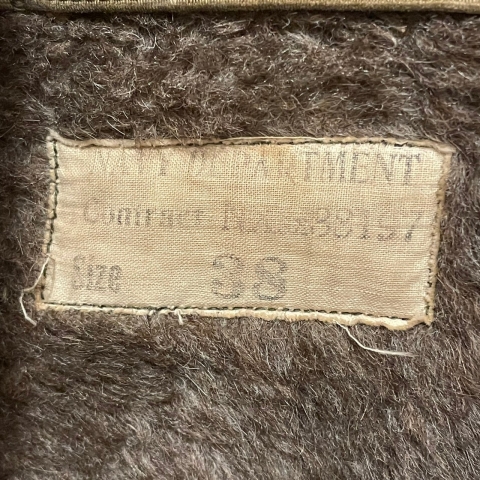 NAVY DEPARTMENT
Contract
Size 38